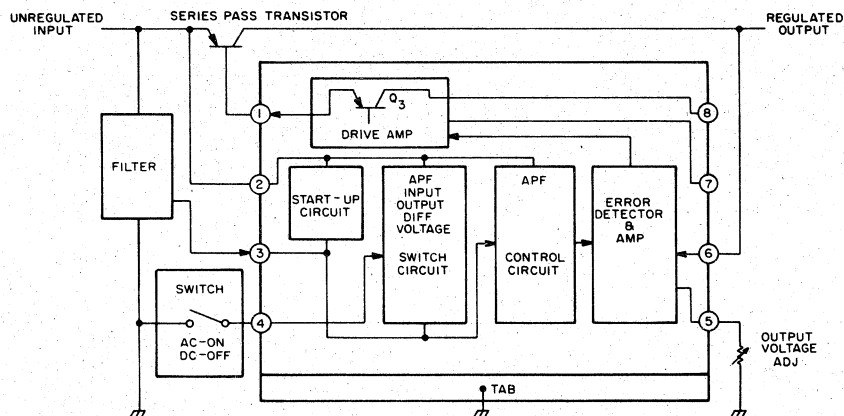 UNREGULATED
INPUT
SERIES PASS TRANSISTOR
REGULATED
OUTPUT
Q3
DRIVE AMP
1
8
FILTER
2
START-UP
CIRCUIT
APF
INPUT
OUTPUT
DIFF
VOLTAGE
SWITCH
CIRCUIT
APF
CONTROL
CIRCUIT
ERROR
DETECTOR
&
AMP
7
3
6
SWITCH
AC-ON
DC-OFF
4
5
OUTPUT
VOLTAGE
ADJ
TAB